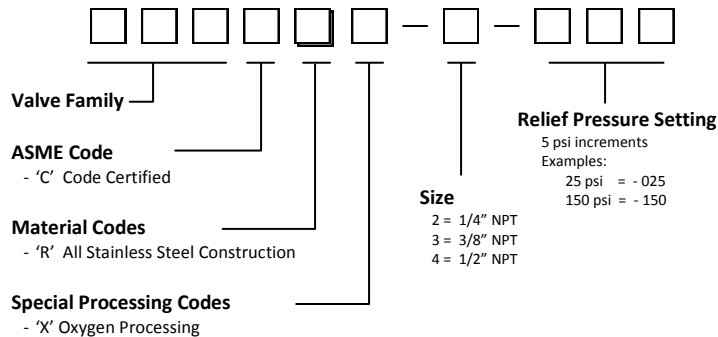 Valve Family
ASME Code
- 'C' Code Certified
Material Codes
- 'R' All Stainless Steel Construction
Special Processing Codes
- 'X' Oxygen Processing
Size
2 = 1/4” NPT
3 = 3/8” NPT
4 = 1/2” NPT
Relief Pressure Setting
5 psi increments
Examples:
25 psi = - 025
150 psi = - 150